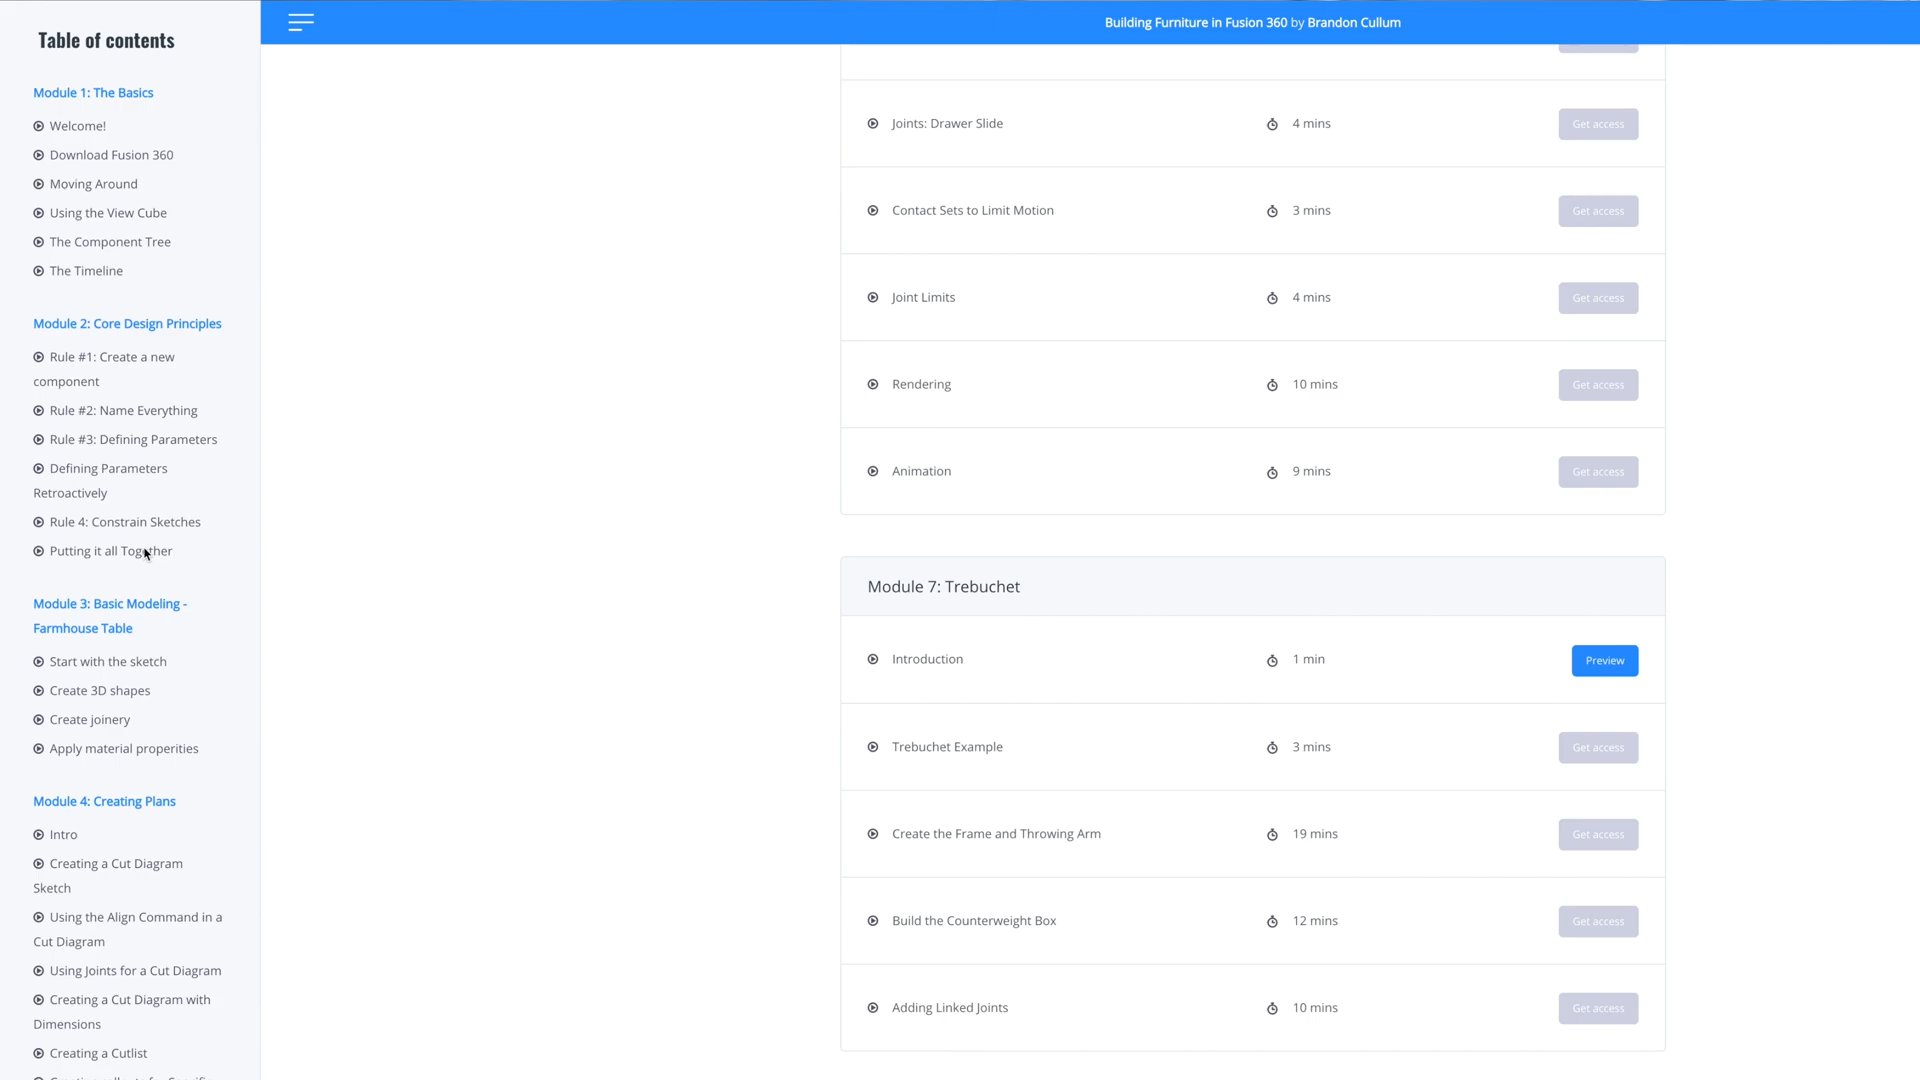 Table of contents
Module 1: The Basics
Welcome!
Download Fusion 360
Moving Around
Using the View Cube
The Component Tree
The Timeline
Module 2: Core Design Principles
Rule #1: Create a new
component
Rule #2: Name Everything
Rule #3: Defining Parameters
Defining Parameters
Retroactively
Rule 4: Constrain Sketches
Putting it all Together
Module 3: Basic Modeling -
Farmhouse Table
Start with the sketch
Create 3D shapes
Create joinery
Apply material properities
Module 4: Creating Plans
Intro
Creating a Cut Diagram
Sketch
Using the Align Command in a
Cut Diagram
Using Joints for a Cut Diagram
Creating a Cut Diagram with
Dimensions
Creating a Cutlist
Building Furniture in Fusion 360 by Brandon Cullum
Joints: Drawer Slide 4 mins Get access
Contact Sets to Limit Motion 3 mins Get access
Joint Limits 4 mins Get access
Rendering 10 mins Get access
Animation 9 mins Get access
Module 7: Trebuchet
Introduction 1 min Preview
Trebuchet Example 3 mins Get access
Create the Frame and Throwing Arm 19 mins Get access
Build the Counterweight Box 12 mins Get access
Adding Linked Joints 10 mins Get access